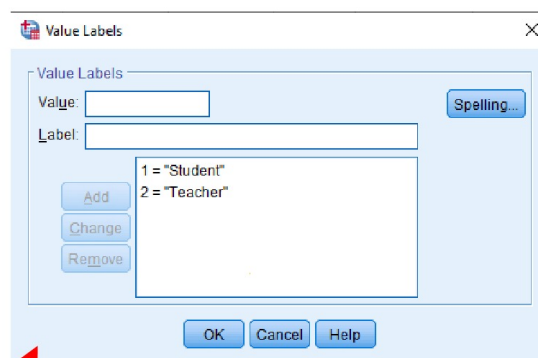 Value Labels
Value Labels
Value:
Spelling...
Label:
1 = "Student"
2 = "Teacher"
Add
Change
Remove
OK Cancel Help